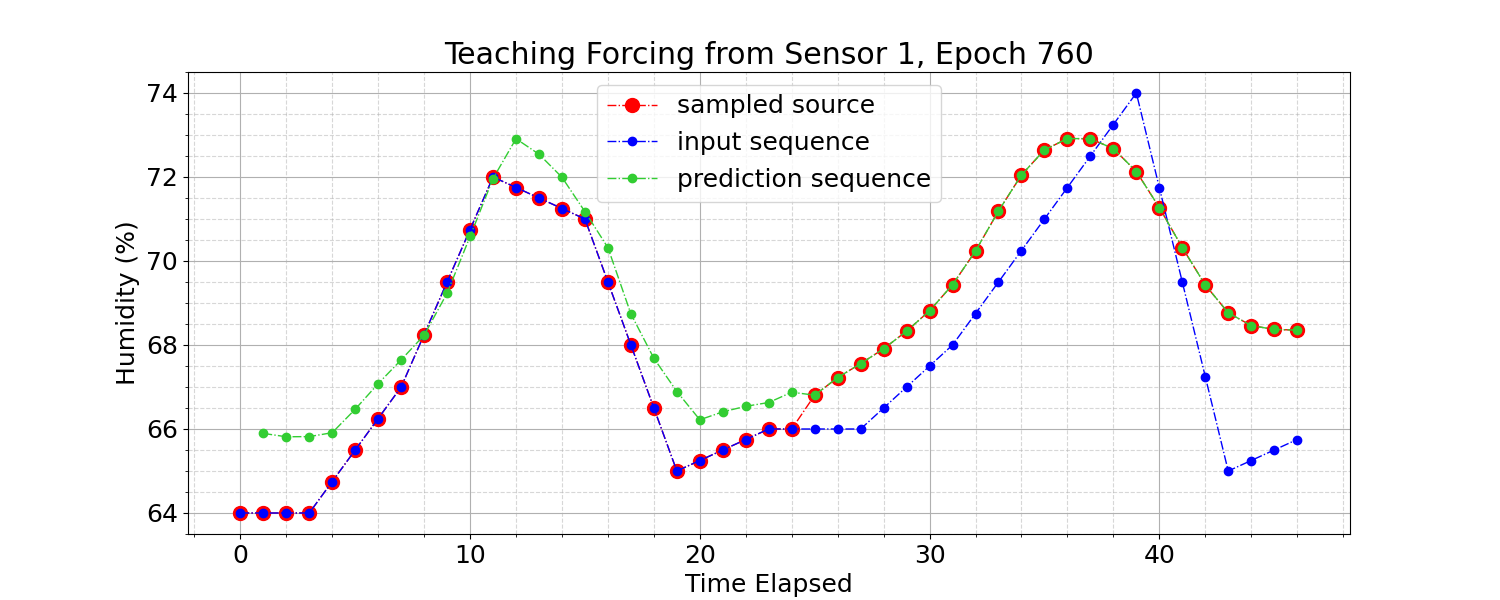 Teaching Forcing from Sensor 1, Epoch 760
sampled source
input sequence
prediction sequence
Humidity (%)
74
72
70
68
66
64
0 10 20 30 40
Time Elapsed